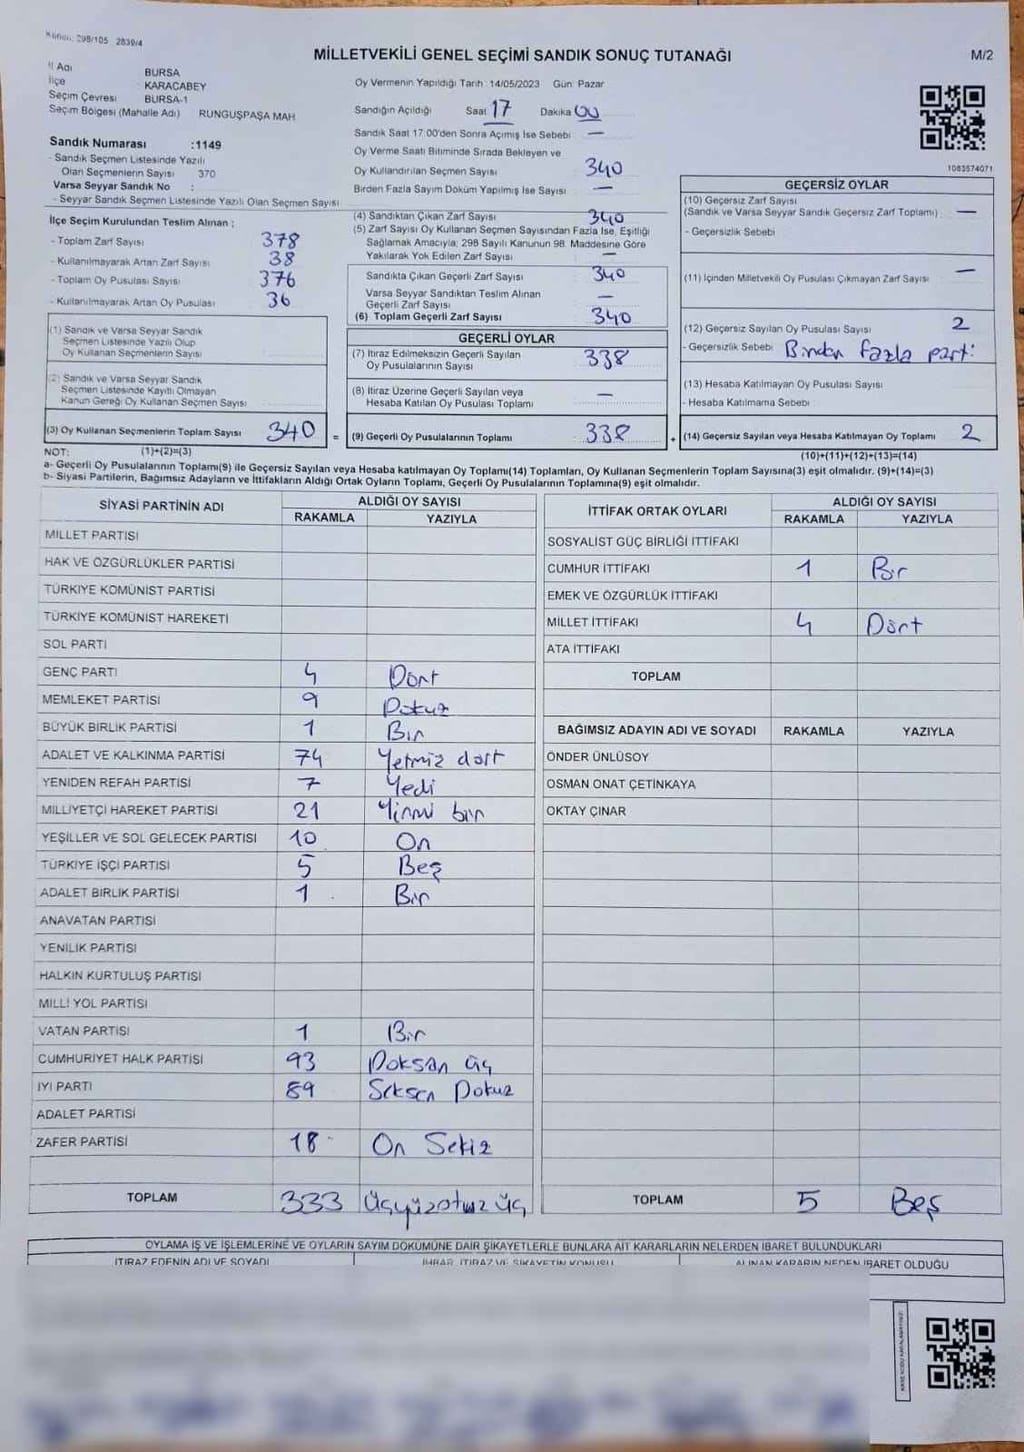 298/105 2839/4
MİLLETVEKİLİ GENEL SEÇİMİ SANDIK SONUÇ TUTANAĞI
M/2
İl Adı BURSA
İlçe KARACABEY
Seçim Çevresi BURSA-1
Seçim Bölgesi (Mahalle Adı) RUNGUŞPAŞA MAH
Oy Vermenin Yapıldığı Tarih : 14/05/2023 Gün: Pazar
Sandığın Açıldığı Saat 17 Dakika 00
Sandık Saat 17:00'den Sonra Açımış İse Sebebi —
Oy Verme Saati Bitiminde Sırada Bekleyen ve
Oy Kullandırılan Seçmen Sayısı 340
Birden Fazla Sayım Döküm Yapılmış İse Sayısı —
Sandık Numarası :1149
- Sandık Seçmen Listesinde Yazılı
Olan Seçmenlerin Sayısı 370
Varsa Seyyar Sandık No :
- Seyyar Sandık Seçmen Listesinde Yazılı Olan Seçmen Sayısı
1083574071
İlçe Seçim Kurulundan Teslim Alınan ;
- Toplam Zarf Sayısı 378
- Kullanılmayarak Artan Zarf Sayısı 38
- Toplam Oy Pusulası Sayısı 376
- Kullanılmayarak Artan Oy Pusulası 36
(4) Sandıktan Çıkan Zarf Sayısı 340
(5) Zarf Sayısı Oy Kullanan Seçmen Sayısından Fazla İse, Eşitliği
Sağlamak Amacıyla; 298 Sayılı Kanunun 98. Maddesine Göre
Yakılarak Yok Edilen Zarf Sayısı —
Sandıkta Çıkan Geçerli Zarf Sayısı 340
Varsa Seyyar Sandıktan Teslim Alınan
Geçerli Zarf Sayısı —
(6) Toplam Geçerli Zarf Sayısı 340
GEÇERSİZ OYLAR
(10) Geçersiz Zarf Sayısı
(Sandık ve Varsa Seyyar Sandık Geçersiz Zarf Toplamı) —
- Geçersizlik Sebebi
(11) İçinden Milletvekili Oy Pusulası Çıkmayan Zarf Sayısı —
(12) Geçersiz Sayılan Oy Pusulası Sayısı 2
- Geçersizlik Sebebi Birden fazla parti
(13) Hesaba Katılmayan Oy Pusulası Sayısı
- Hesaba Katılmama Sebebi
(1) Sandık ve Varsa Seyyar Sandık
Seçmen Listesinde Yazılı Olup
Oy Kullanan Seçmenlerin Sayısı
(2) Sandık ve Varsa Seyyar Sandık
Seçmen Listesinde Kayıtlı Olmayan
Kanun Gereği Oy Kullanan Seçmen Sayısı
(3) Oy Kullanan Seçmenlerin Toplam Sayısı 340
(1)+(2)=(3)
=
GEÇERLİ OYLAR
(7) İtiraz Edilmeksizin Geçerli Sayılan
Oy Pusulalarının Sayısı 338
(8) İtiraz Üzerine Geçerli Sayılan veya
Hesaba Katılan Oy Pusulası Toplamı —
(9) Geçerli Oy Pusulalarının Toplamı 338
+
(14) Geçersiz Sayılan veya Hesaba Katılmayan Oy Toplamı 2
(10)+(11)+(12)+(13)=(14)
NOT:
a- Geçerli Oy Pusulalarının Toplamı(9) ile Geçersiz Sayılan veya Hesaba katılmayan Oy Toplamı(14) Toplamları, Oy Kullanan Seçmenlerin Toplam Sayısına(3) eşit olmalıdır. (9)+(14)=(3)
b- Siyasi Partilerin, Bağımsız Adayların ve İttifakların Aldığı Ortak Oyların Toplamı, Geçerli Oy Pusulalarının Toplamına(9) eşit olmalıdır.
SİYASİ PARTİNİN ADI ALDIĞI OY SAYISI
RAKAMLA YAZIYLA
MİLLET PARTİSİ
HAK VE ÖZGÜRLÜKLER PARTİSİ
TÜRKİYE KOMÜNİST PARTİSİ
TÜRKİYE KOMÜNİST HAREKETİ
SOL PARTİ
GENÇ PARTİ 4 Dört
MEMLEKET PARTİSİ 9 Dokuz
BÜYÜK BİRLİK PARTİSİ 1 Bir
ADALET VE KALKINMA PARTİSİ 74 Yetmiz dört
YENİDEN REFAH PARTİSİ 7 Yedi
MİLLİYETÇİ HAREKET PARTİSİ 21 Yirmi bir
YEŞİLLER VE SOL GELECEK PARTİSİ 10 On
TÜRKİYE İŞÇİ PARTİSİ 5 Beş
ADALET BİRLİK PARTİSİ 1 Bir
ANAVATAN PARTİSİ
YENİLİK PARTİSİ
HALKIN KURTULUŞ PARTİSİ
MİLLİ YOL PARTİSİ
VATAN PARTİSİ 1 Bir
CUMHURİYET HALK PARTİSİ 93 Doksan üç
İYİ PARTİ 89 Seksen Dokuz
ADALET PARTİSİ
ZAFER PARTİSİ 18 On Sekiz
TOPLAM 333 Üçyüzotuz üç
İTTİFAK ORTAK OYLARI ALDIĞI OY SAYISI
RAKAMLA YAZIYLA
SOSYALİST GÜÇ BİRLİĞİ İTTİFAKI
CUMHUR İTTİFAKI 1 Bir
EMEK VE ÖZGÜRLÜK İTTİFAKI
MİLLET İTTİFAKI 4 Dört
ATA İTTİFAKI
TOPLAM
BAĞIMSIZ ADAYIN ADI VE SOYADI RAKAMLA YAZIYLA
ÖNDER ÜNLÜSOY
OSMAN ONAT ÇETİNKAYA
OKTAY ÇINAR
TOPLAM 5 Beş
OYLAMA İŞ VE İŞLEMLERİNE VE OYLARIN SAYIM DÖKÜMÜNE DAİR ŞİKAYETLERLE BUNLARA AİT KARARLARIN NELERDEN İBARET BULUNDUKLARI
İTİRAZ EDENİN ADI VE SOYADI İHBAR, İTİRAZ VE ŞİKAYETİN KONUSU ALINAN KARARIN NEDEN İBARET OLDUĞU